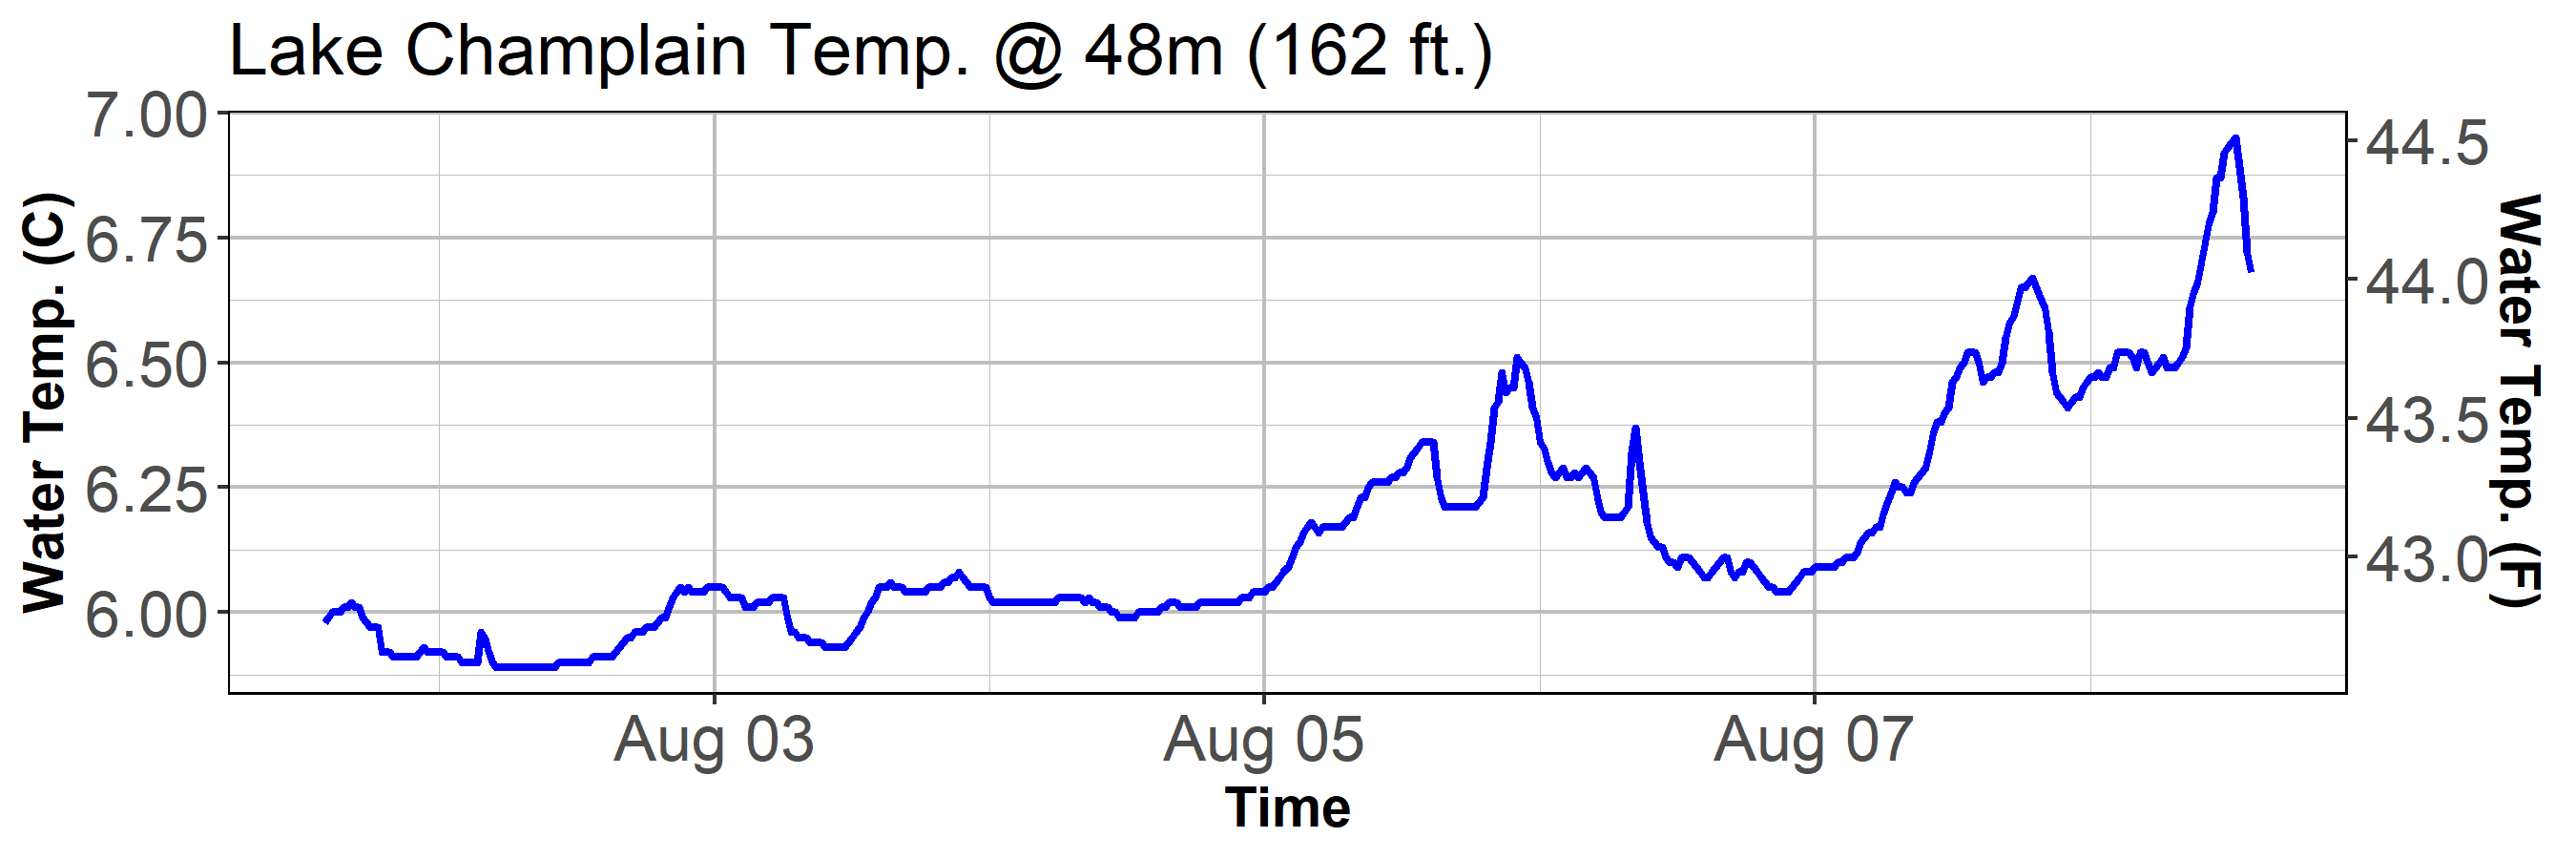 Lake Champlain Temp. @ 48m (162 ft.)
Water Temp. (C)
7.00
6.75
6.50
6.25
6.00
44.5
44.0
43.5
43.0
Water Temp. (F)
Aug 03
Aug 05
Aug 07
Time